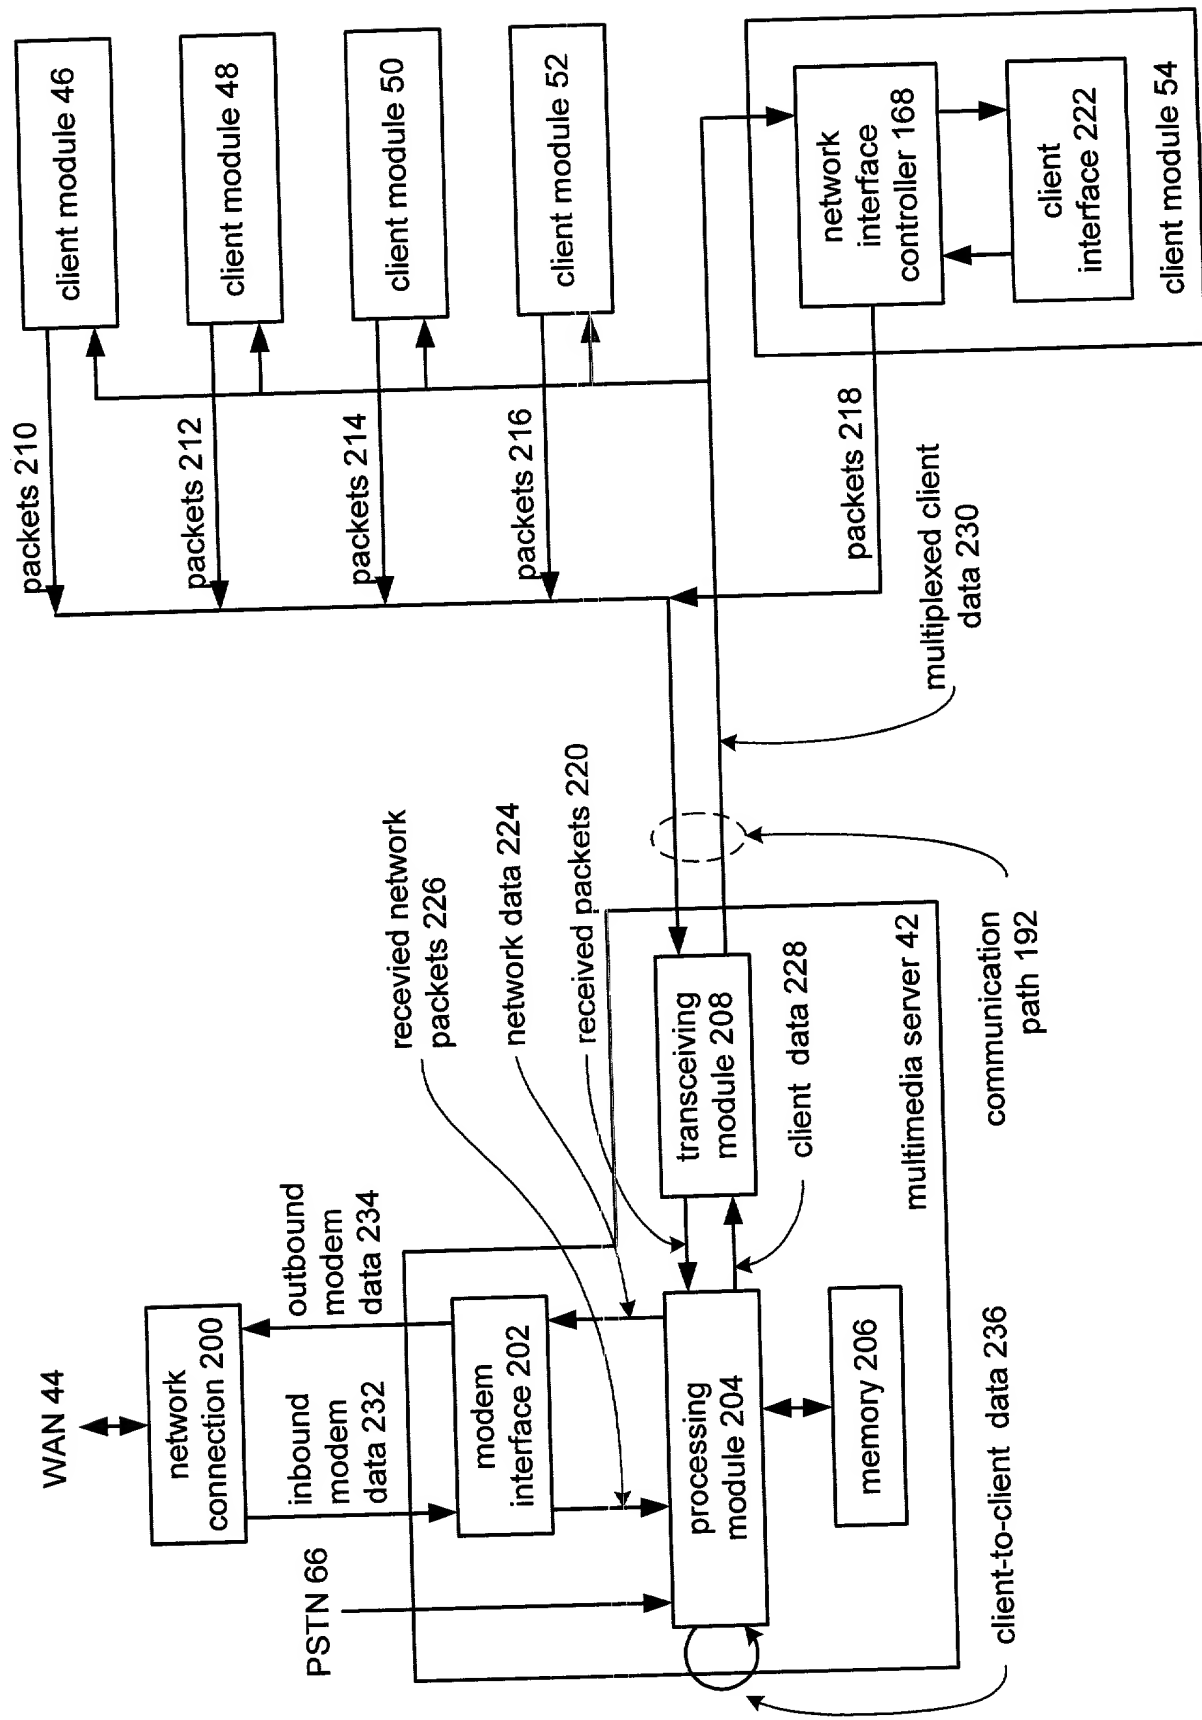 WAN 44
network
connection 200
inbound
modem
data 232
outbound
modem
data 234
PSTN 66
modem
interface 202
recevied network
packets 226
network data 224
received packets 220
processing
module 204
memory 206
transceiving
module 208
client data 228
multimedia server 42
client-to-client data 236
communication
path 192
multiplexed client
data 230
packets 210
packets 212
packets 214
packets 216
packets 218
client module 46
client module 48
client module 50
client module 52
network
interface
controller 168
client
interface 222
client module 54